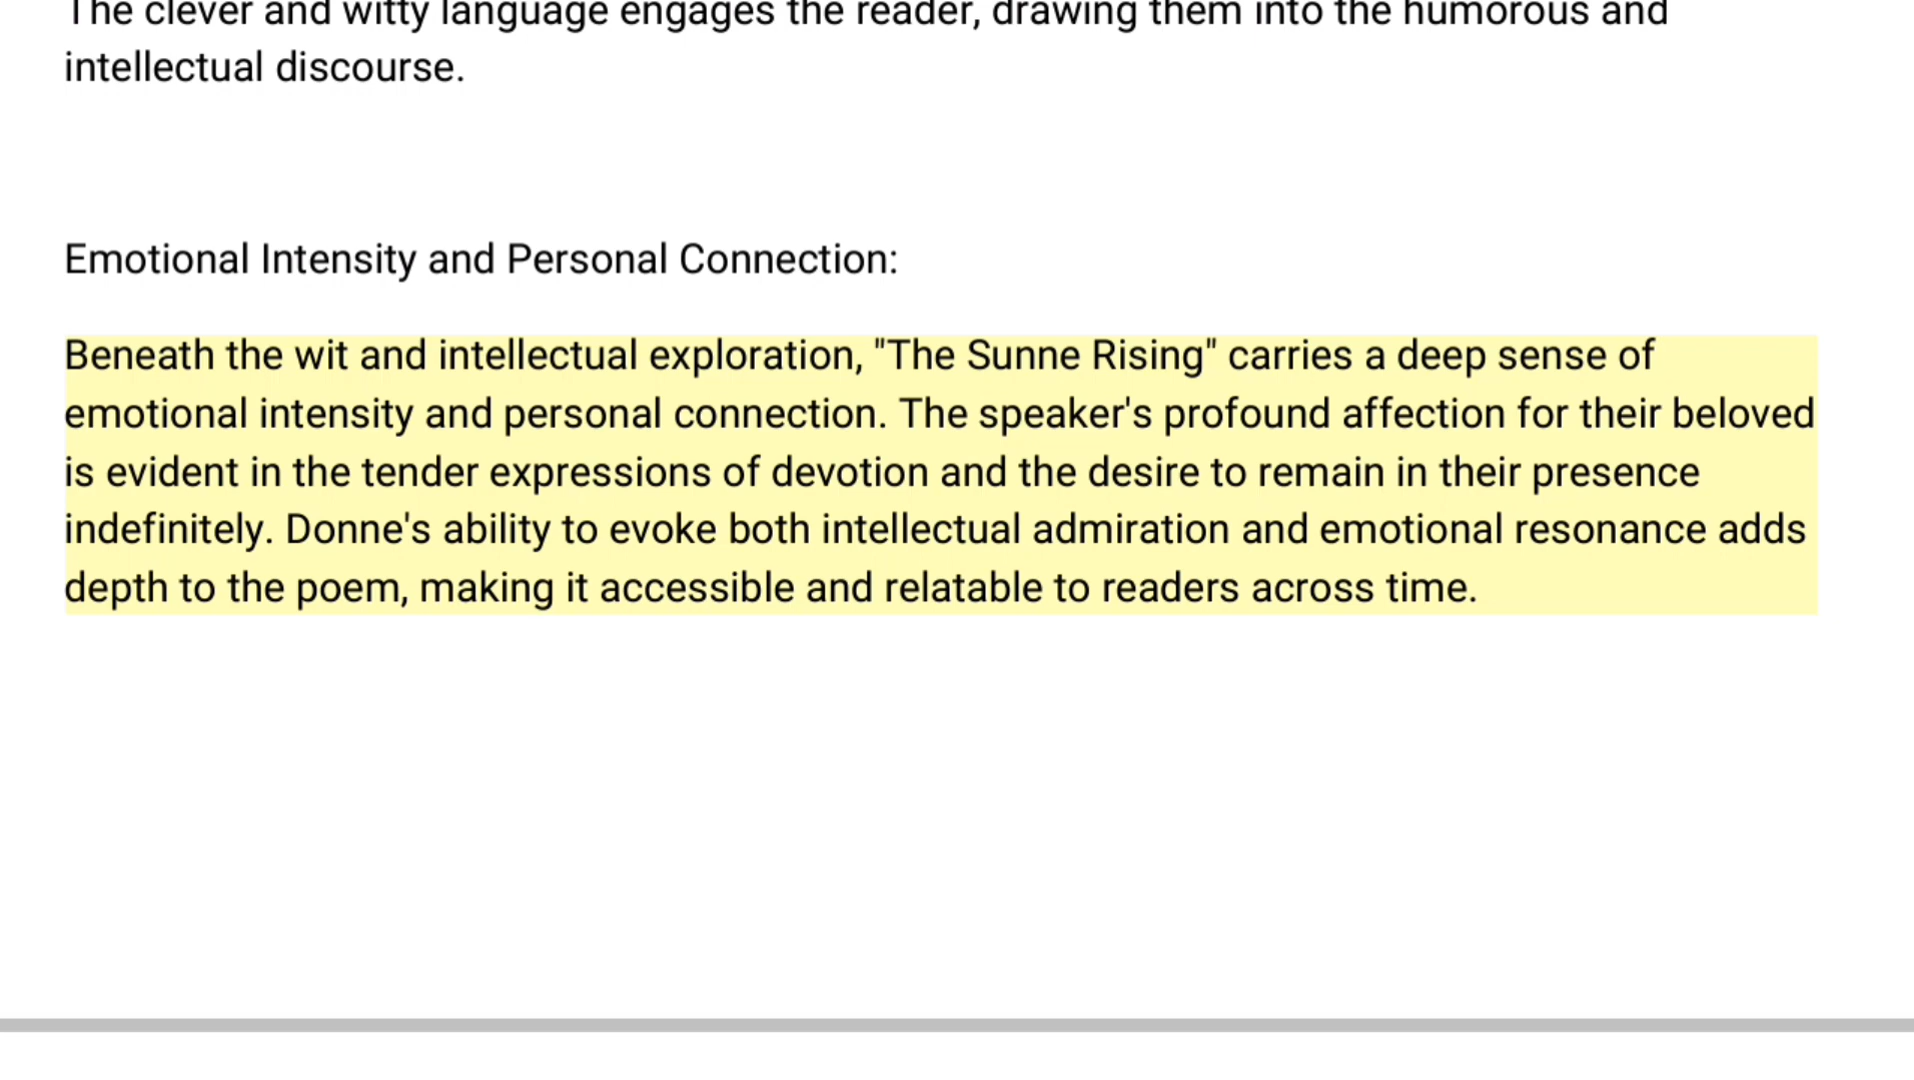 The clever and witty language engages the reader, drawing them into the humorous and
intellectual discourse.
Emotional Intensity and Personal Connection:
Beneath the wit and intellectual exploration, "The Sunne Rising" carries a deep sense of
emotional intensity and personal connection. The speaker's profound affection for their beloved
is evident in the tender expressions of devotion and the desire to remain in their presence
indefinitely. Donne's ability to evoke both intellectual admiration and emotional resonance adds
depth to the poem, making it accessible and relatable to readers across time.